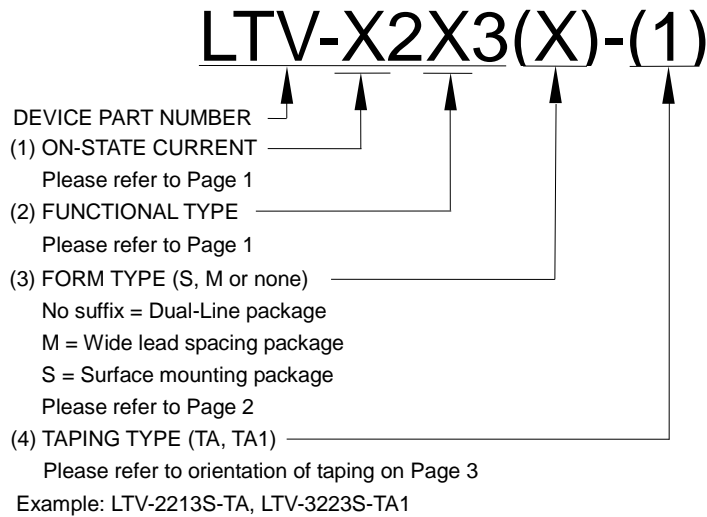 LTV-X2X3(X)-(1)
DEVICE PART NUMBER
(1) ON-STATE CURRENT
Please refer to Page 1
(2) FUNCTIONAL TYPE
Please refer to Page 1
(3) FORM TYPE (S, M or none)
No suffix = Dual-Line package
M = Wide lead spacing package
S = Surface mounting package
Please refer to Page 2
(4) TAPING TYPE (TA, TA1)
Please refer to orientation of taping on Page 3
Example: LTV-2213S-TA, LTV-3223S-TA1